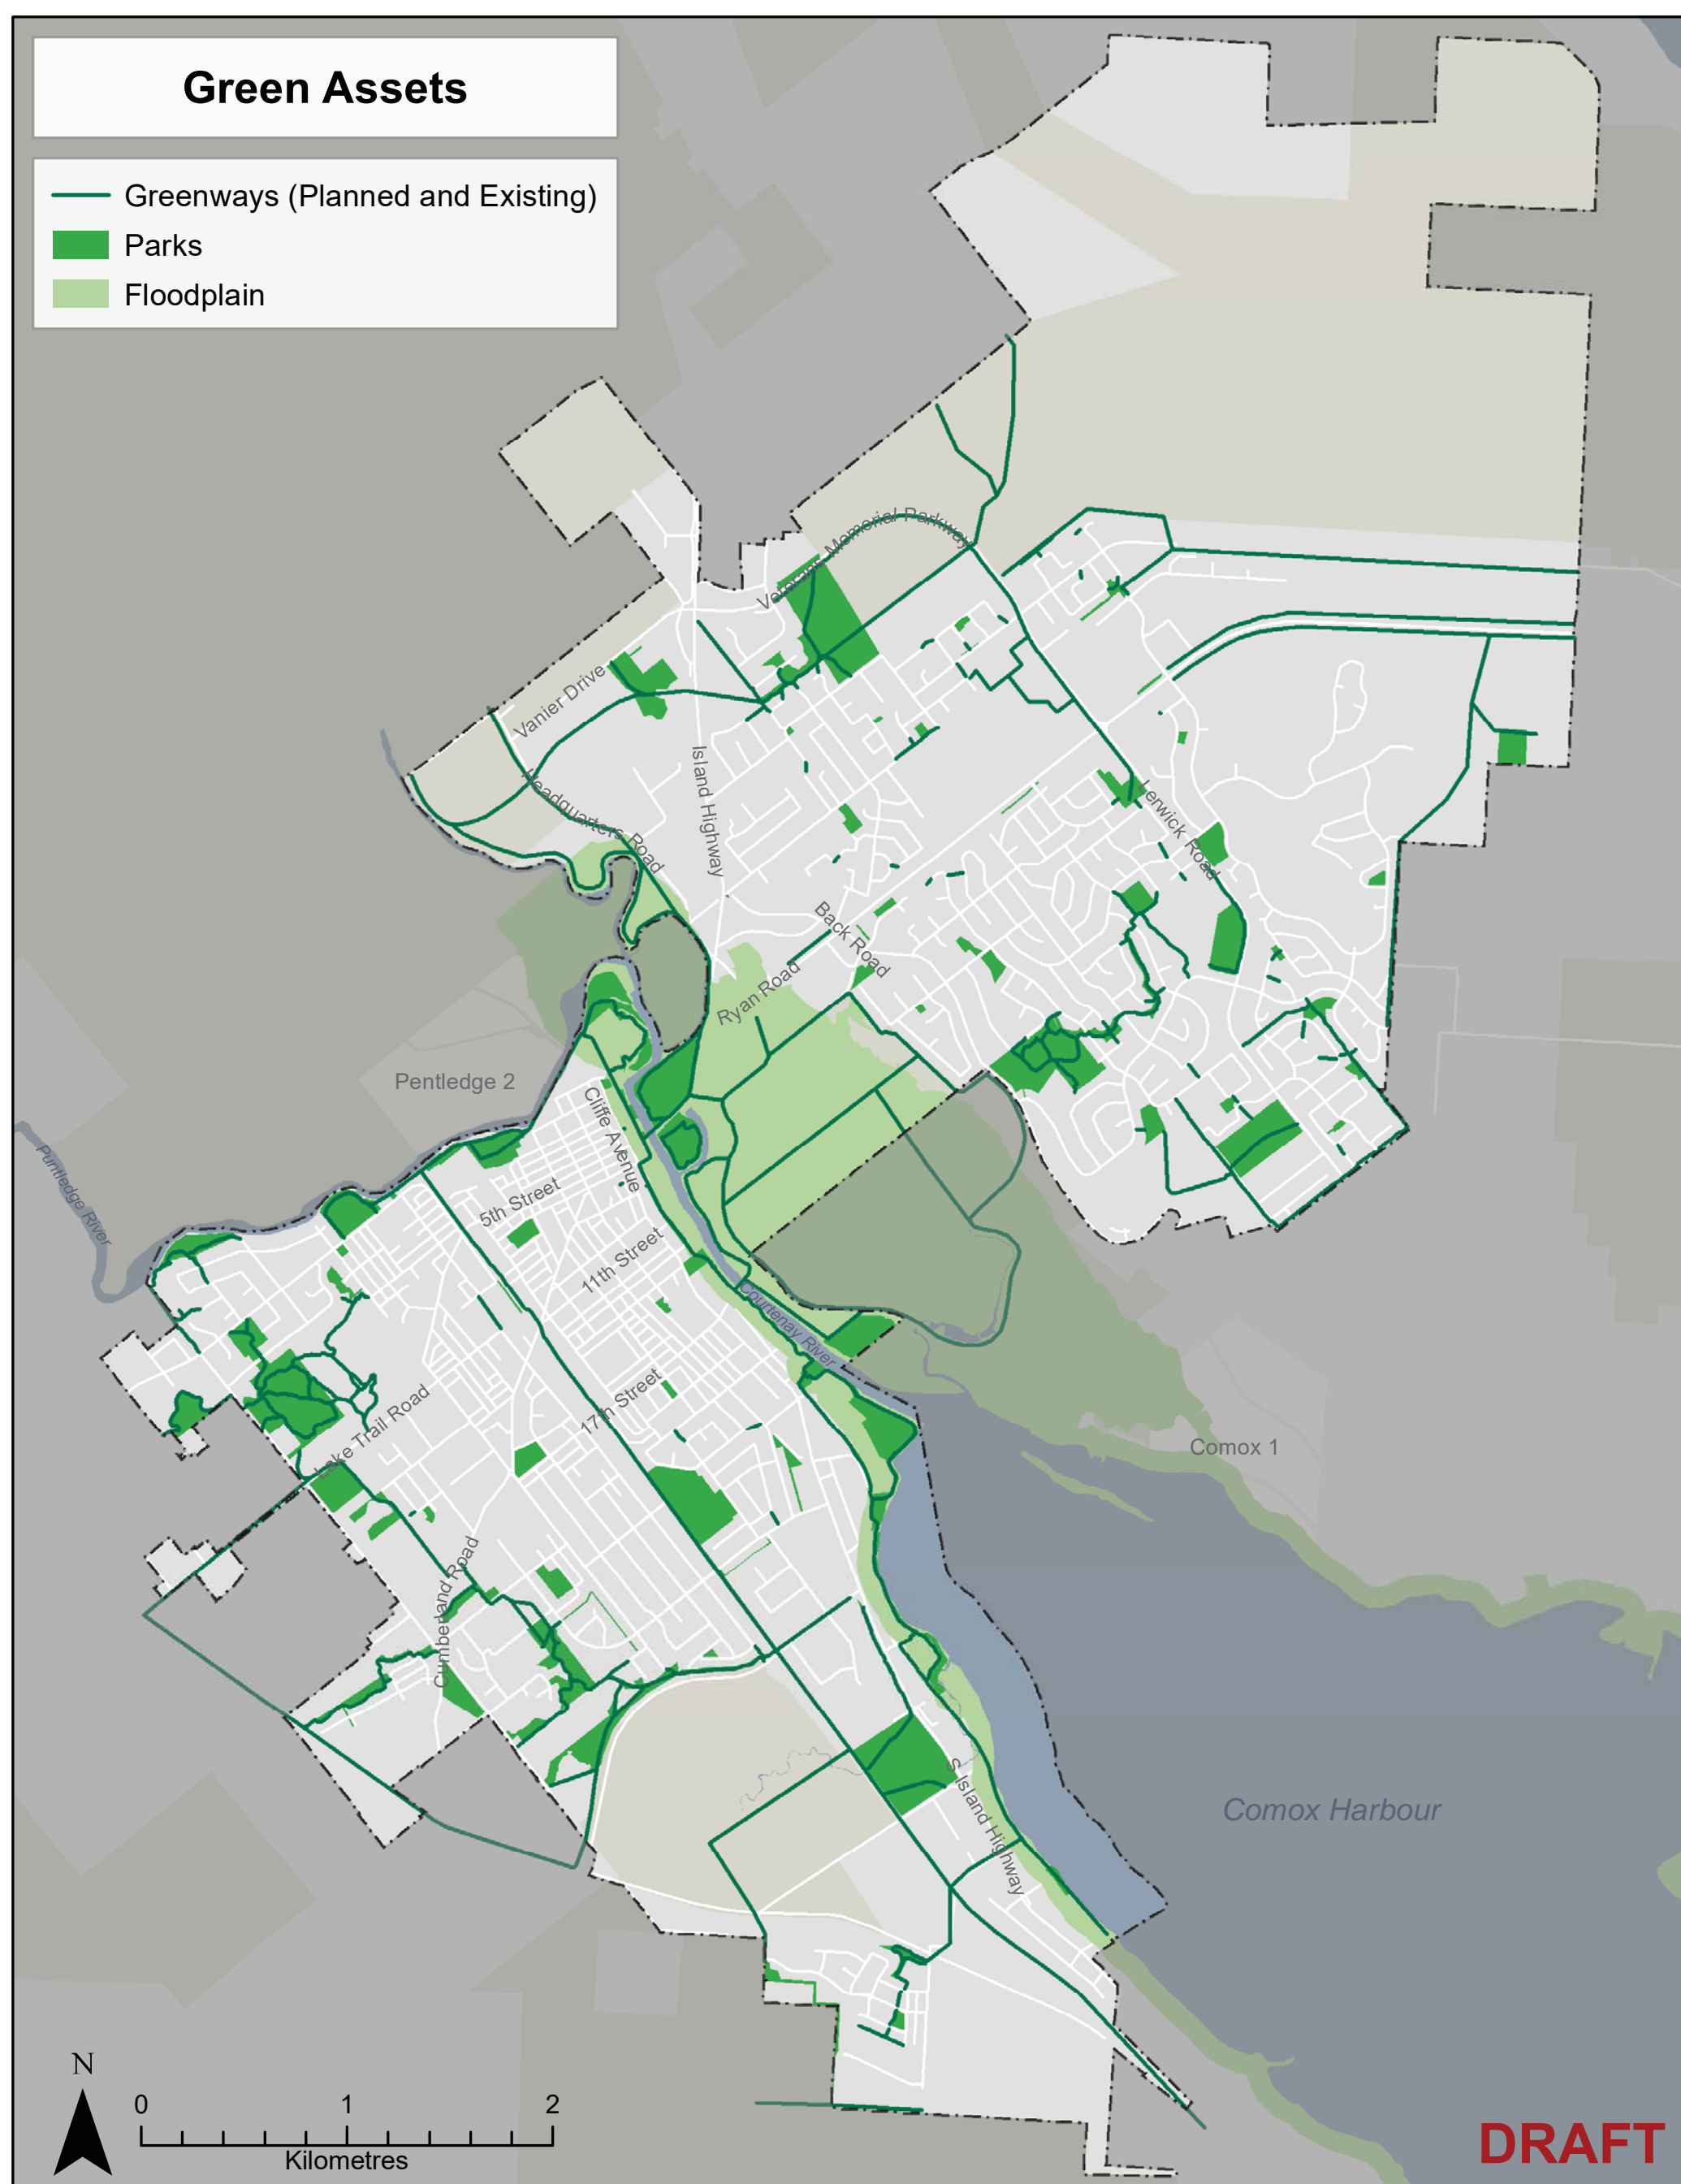 Green Assets
Greenways (Planned and Existing)
Parks
Floodplain
Veterans Memorial Parkway
Vanier Drive
Headquarters Road
Island Highway
Lerwick Road
Back Road
Ryan Road
Pentledge 2
Cliffe Avenue
Puntledge River
5th Street
11th Street
Courtenay River
17th Street
Lake Trail Road
Comox 1
Cumberland Road
S Island Highway
Comox Harbour
N
0 1 2
Kilometres
DRAFT